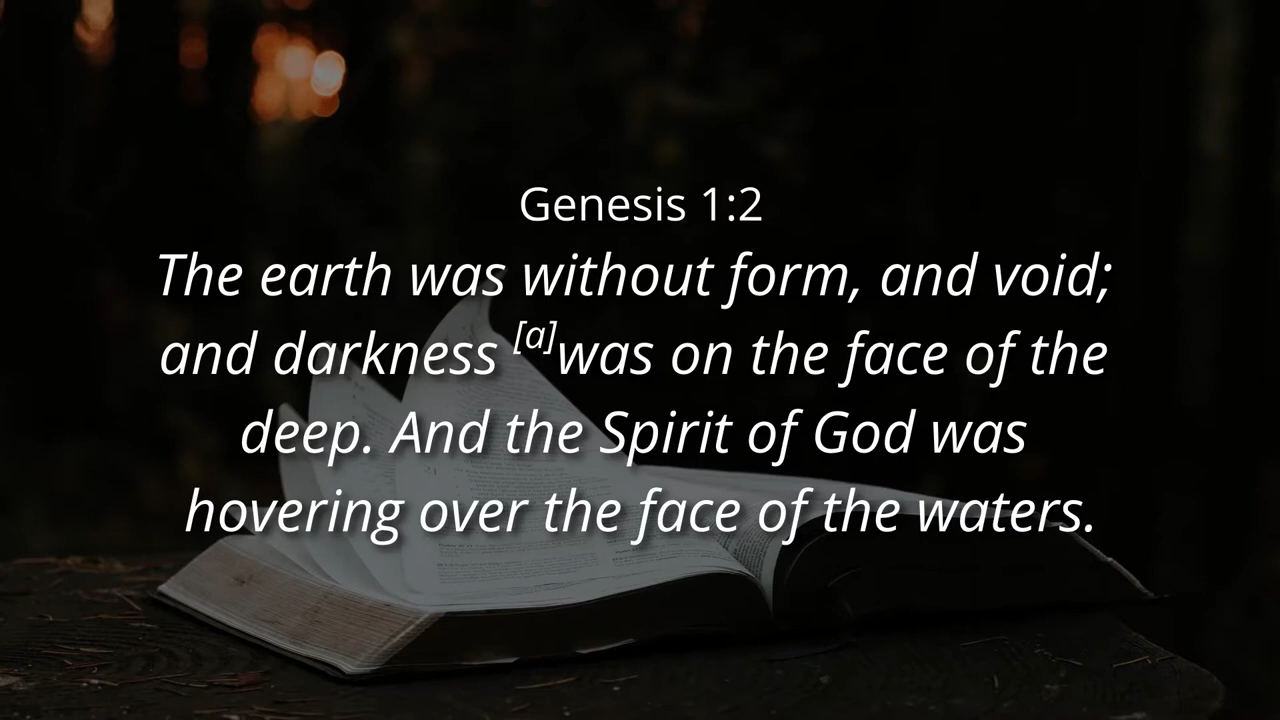 Genesis 1:2
The earth was without form, and void;
and darkness [a]was on the face of the
deep. And the Spirit of God was
hovering over the face of the waters.